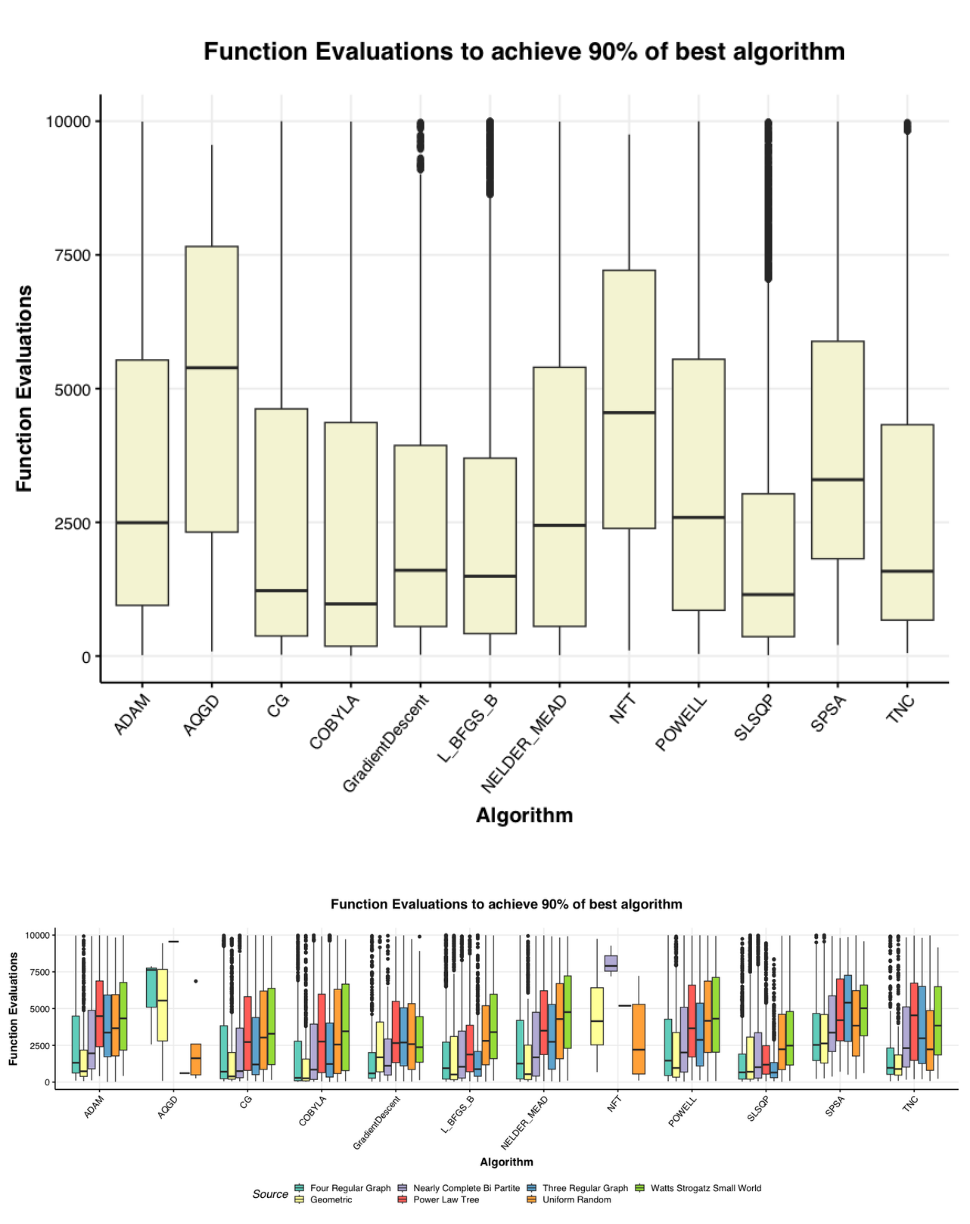 Function Evaluations to achieve 90% of best algorithm
Function Evaluations
10000
7500
5000
2500
0
ADAM
AQGD
CG
COBYLA
GradientDescent
L_BFGS_B
NELDER_MEAD
NFT
POWELL
SLSQP
SPSA
TNC
Algorithm
Function Evaluations to achieve 90% of best algorithm
Function Evaluations
10000
7500
5000
2500
0
ADAM
AQGD
CG
COBYLA
GradientDescent
L_BFGS_B
NELDER_MEAD
NFT
POWELL
SLSQP
SPSA
TNC
Algorithm
Source
Four Regular Graph
Nearly Complete Bi Partite
Three Regular Graph
Watts Strogatz Small World
Geometric
Power Law Tree
Uniform Random